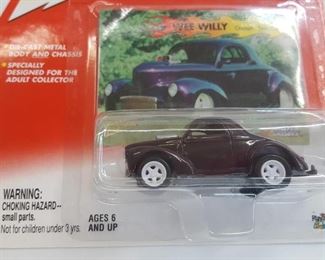 WEE WILLY
• DIE-CAST METAL
BODY AND CHASSIS
• SPECIALLY
DESIGNED FOR THE
ADULT COLLECTOR
WARNING:
CHOKING HAZARD--
small parts.
Not for children under 3 yrs.
AGES 6
AND UP